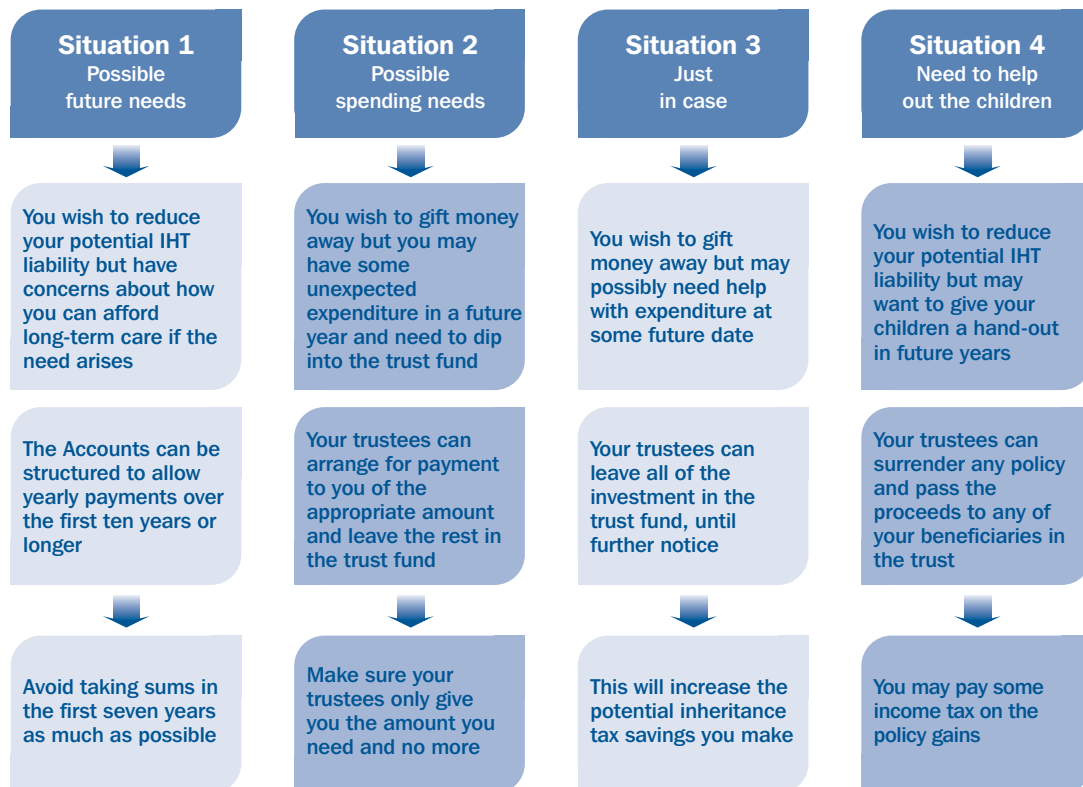 Situation 1
Possible
future needs
You wish to reduce
your potential IHT
liability but have
concerns about how
you can afford
long-term care if the
need arises
The Accounts can be
structured to allow
yearly payments over
the first ten years or
longer
Avoid taking sums in
the first seven years
as much as possible
Situation 2
Possible
spending needs
You wish to gift money
away but you may
have some
unexpected
expenditure in a future
year and need to dip
into the trust fund
Your trustees can
arrange for payment
to you of the
appropriate amount
and leave the rest in
the trust fund
Make sure your
trustees only give
you the amount you
need and no more
Situation 3
Just
in case
You wish to gift
money away but may
possibly need help
with expenditure at
some future date
Your trustees can
leave all of the
investment in the
trust fund, until
further notice
This will increase the
potential inheritance
tax savings you make
Situation 4
Need to help
out the children
You wish to reduce
your potential IHT
liability but may
want to give your
children a hand-out
in future years
Your trustees can
surrender any policy
and pass the
proceeds to any of
your beneficiaries in
the trust
You may pay some
income tax on the
policy gains